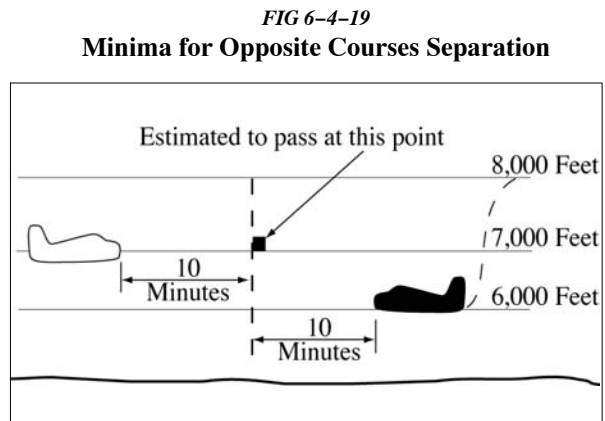 FIG 6–4–19
Minima for Opposite Courses Separation
Estimated to pass at this point
8,000 Feet
7,000 Feet
10
Minutes
6,000 Feet
10
Minutes